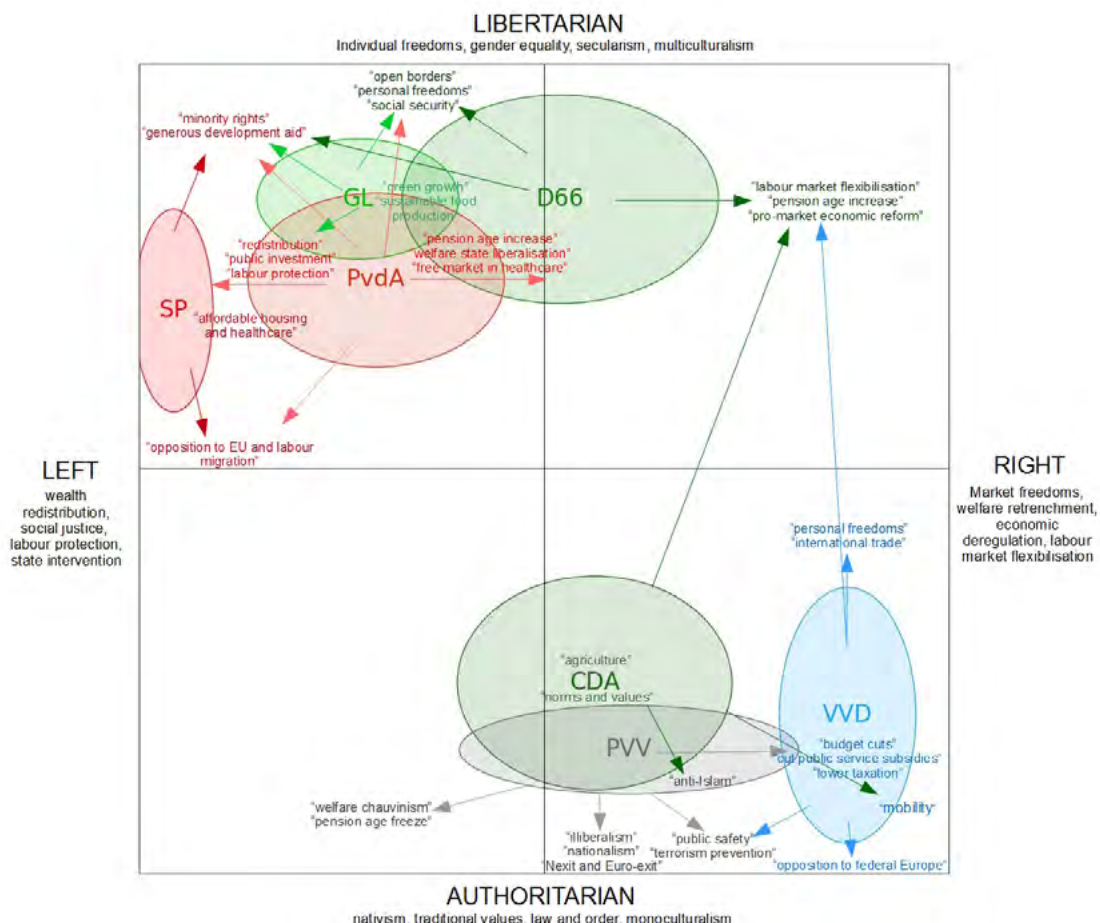 LIBERTARIAN
Individual freedoms, gender equality, secularism, multiculturalism
"open borders"
"personal freedoms"
"social security"
"minority rights"
"generous development aid"
GL
"green growth"
"sustainable food
production"
D66
"labour market flexibilisation"
"pension age increase"
"pro-market economic reform"
"redistribution"
"public investment"
"labour protection"
"pension age increase"
welfare state liberalisation"
"free market in healthcare"
PvdA
SP
"affordable housing
and healthcare"
"opposition to EU and labour
migration"
LEFT
wealth
redistribution,
social justice,
labour protection,
state intervention
RIGHT
Market freedoms,
welfare retrenchment,
economic
deregulation, labour
market flexibilisation
"personal freedoms"
"international trade"
"agriculture"
CDA
"norms and values"
VVD
PVV
"budget cuts"
"cut public service subsidies"
"lower taxation"
"anti-Islam"
"mobility"
"welfare chauvinism"
"pension age freeze"
"illiberalism"
"nationalism"
"Nexit and Euro-exit"
"public safety"
"terrorism prevention"
"opposition to federal Europe"
AUTHORITARIAN
nativism, traditional values, law and order, monoculturalism